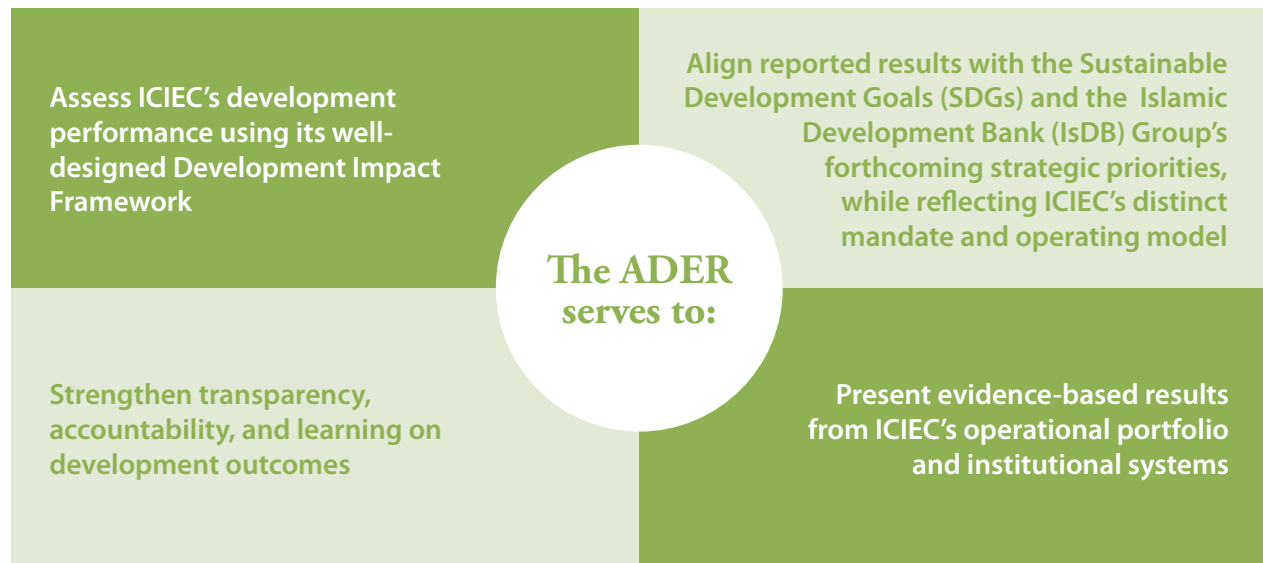 Assess ICIEC's development
performance using its well-
designed Development Impact
Framework
Align reported results with the Sustainable
Development Goals (SDGs) and the Islamic
Development Bank (IsDB) Group's
forthcoming strategic priorities,
while reflecting ICIEC's distinct
mandate and operating model
The ADER
serves to:
Strengthen transparency,
accountability, and learning on
development outcomes
Present evidence-based results
from ICIEC's operational portfolio
and institutional systems